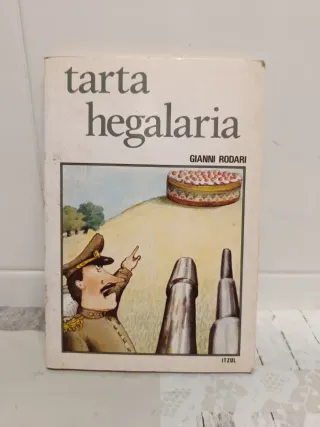 tarta
hegalaria
GIANNI RODARI
ITZUL